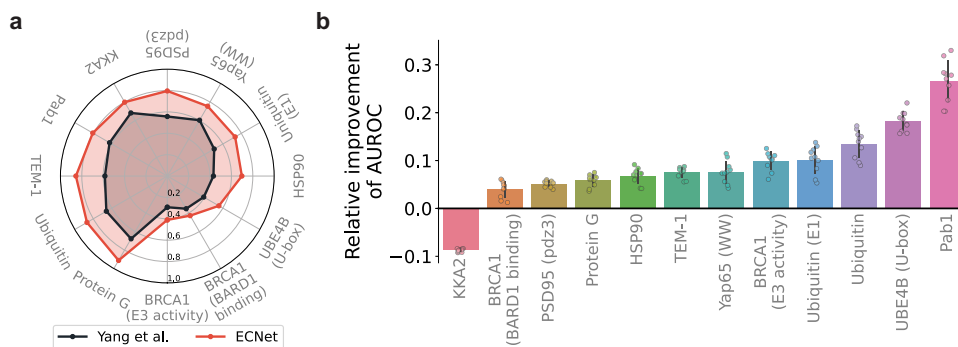 a
PSD95
(pdz3)
Yap65
(WW)
Uniquitin
(E1)
HSP90
UBE4B
(U-box)
BRCA1
(BARD1
binding)
BRCA1
(E3 activity)
Protein G
Ubiquitin
TEM-1
Pab1
KKA2
0.2
0.4
0.6
0.8
1.0
Yang et al.
ECNet
b
Relative improvement
of AUROC
0.3
0.2
0.1
0.0
−0.1
KKA2
BRCA1
(BARD1 binding)
PSD95 (pdz3)
Protein G
HSP90
TEM-1
Yap65 (WW)
BRCA1
(E3 activity)
Ubiquitin (E1)
Ubiquitin
UBE4B (U-box)
Pab1